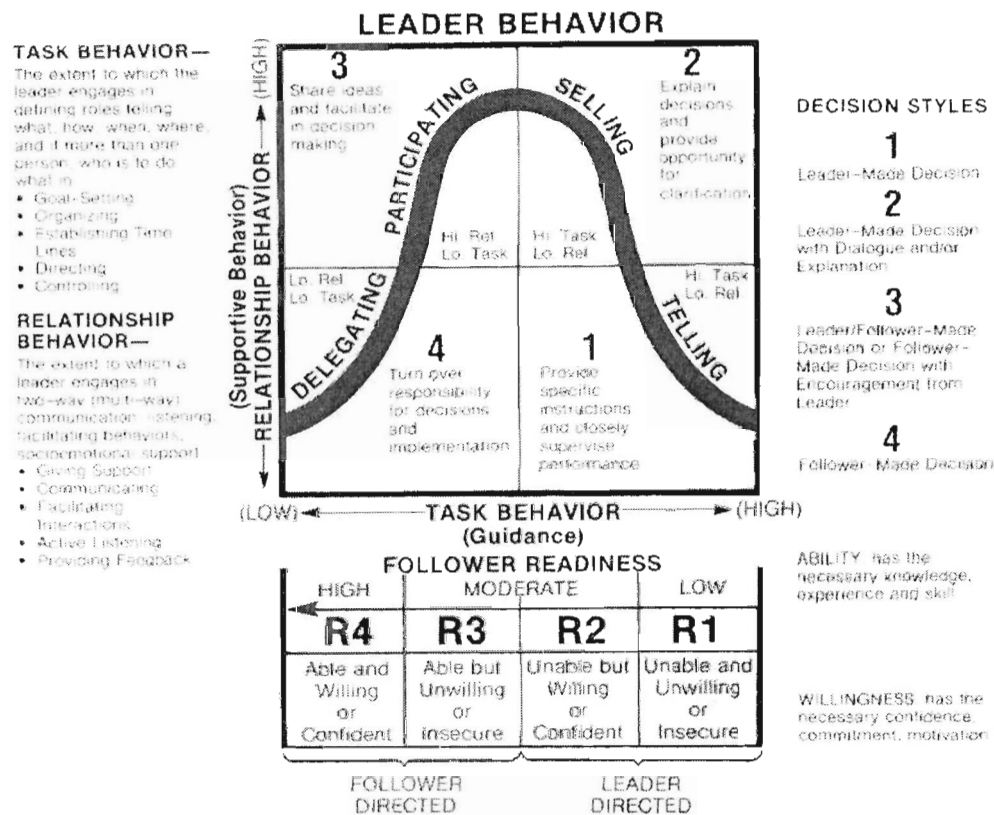 LEADER BEHAVIOR
TASK BEHAVIOR—
The extent to which the
leader engages in
defining roles telling
what, how, when, where,
and if more than one
person, who is to do
what in
• Goal-Setting
• Organizing
• Establishing Time
Lines
• Directing
• Controlling
RELATIONSHIP
BEHAVIOR—
The extent to which a
leader engages in
two-way (multi-way)
communication, listening,
facilitating behaviors,
socioemotional support
• Giving Support
• Communicating
• Facilitating
Interactions
• Active Listening
• Providing Feedback
(HIGH)
(Supportive Behavior)
RELATIONSHIP BEHAVIOR
3
Share ideas
and facilitate
in decision
making
PARTICIPATING
Hi. Rel
Lo. Task
SELLING
2
Explain
decisions
and
provide
opportunity
for
clarification
Hi. Task
Lo. Rel
Lo. Rel
Lo. Task
DELEGATING
4
Turn over
responsibility
for decisions
and
implementation
1
Provide
specific
instructions
and closely
supervise
performance
Hi. Task
Lo. Rel
TELLING
(LOW)
TASK BEHAVIOR
(HIGH)
(Guidance)
DECISION STYLES
1
Leader-Made Decision
2
Leader-Made Decision
with Dialogue and/or
Explanation
3
Leader/Follower-Made
Decision or Follower-
Made Decision with
Encouragement from
Leader
4
Follower-Made Decision
FOLLOWER READINESS
HIGH
MODERATE
LOW
R4
R3
R2
R1
Able and
Willing
or
Confident
Able but
Unwilling
or
Insecure
Unable but
Willing
or
Confident
Unable and
Unwilling
or
Insecure
FOLLOWER
DIRECTED
LEADER
DIRECTED
ABILITY has the
necessary knowledge,
experience and skill
WILLINGNESS has the
necessary confidence
commitment, motivation